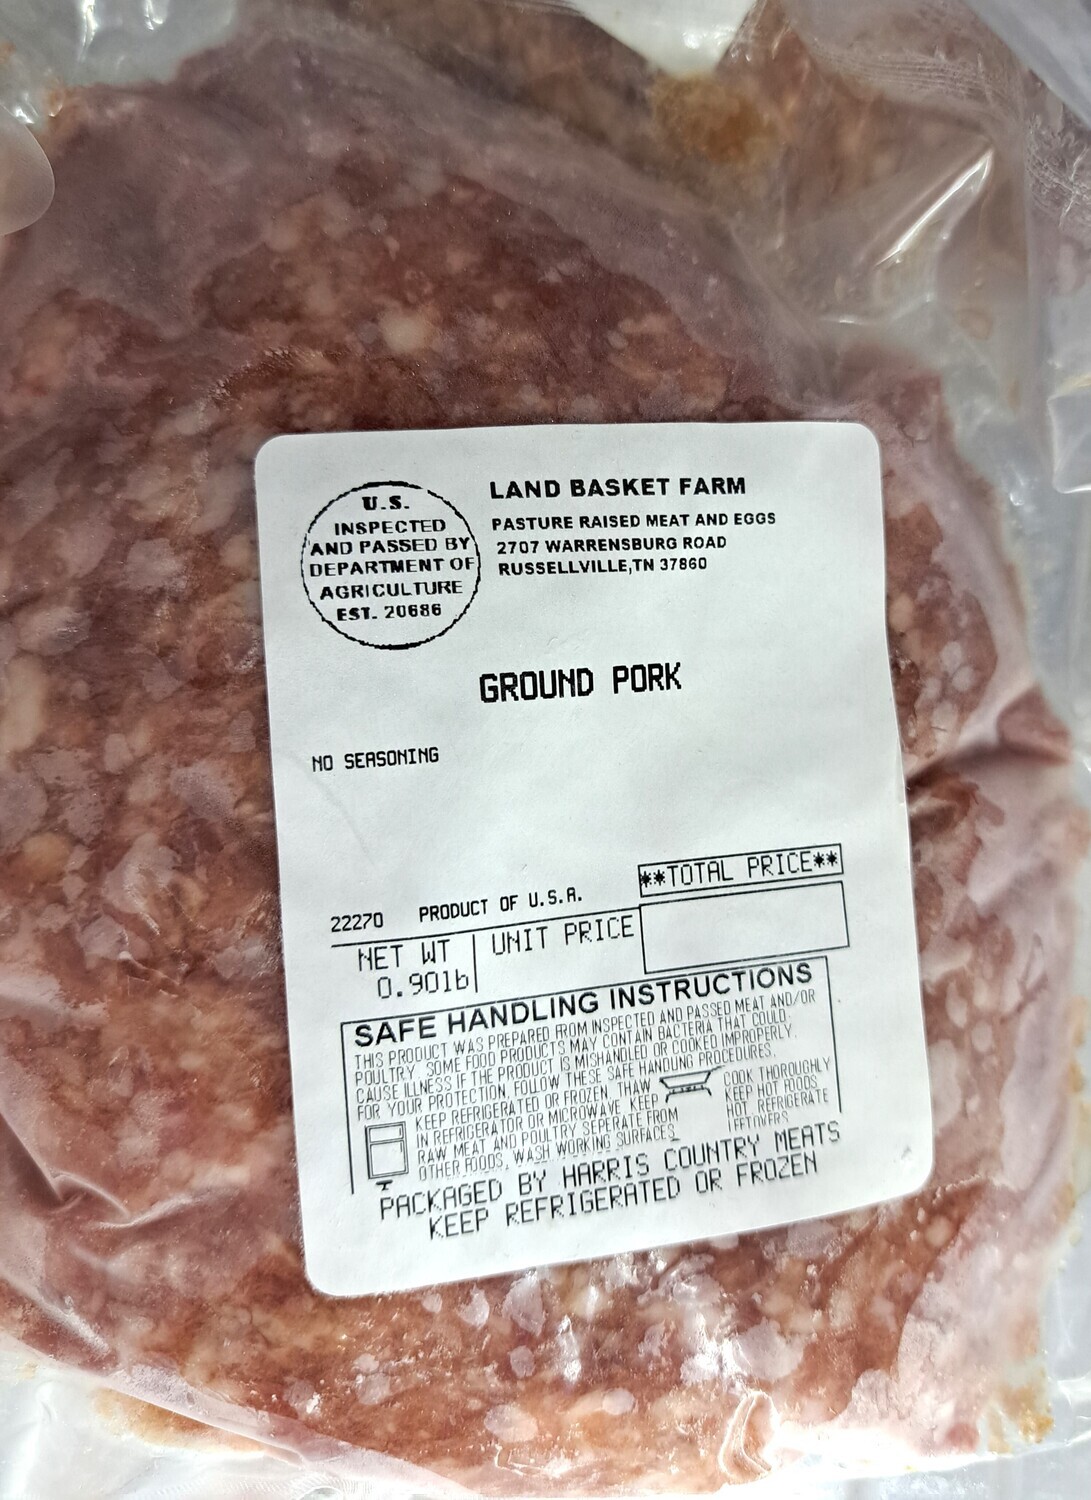 U.S.
INSPECTED
AND PASSED BY
DEPARTMENT OF
AGRICULTURE
EST. 20686
LAND BASKET FARM
PASTURE RAISED MEAT AND EGGS
2707 WARRENSBURG ROAD
RUSSELLVILLE,TN 37860
GROUND PORK
NO SEASONING
**TOTAL PRICE**
22270 PRODUCT OF U.S.A.
NET WT
0.90lb
UNIT PRICE
SAFE HANDLING INSTRUCTIONS
THIS PRODUCT WAS PREPARED FROM INSPECTED AND PASSED MEAT AND/OR
POULTRY. SOME FOOD PRODUCTS MAY CONTAIN BACTERIA THAT COULD
CAUSE ILLNESS IF THE PRODUCT IS MISHANDLED OR COOKED IMPROPERLY.
FOR YOUR PROTECTION, FOLLOW THESE SAFE HANDLING PROCEDURES.
KEEP REFRIGERATED OR FROZEN. THAW
IN REFRIGERATOR OR MICROWAVE. KEEP
RAW MEAT AND POULTRY SEPERATE FROM
OTHER FOODS, WASH WORKING SURFACES
COOK THOROUGHLY
KEEP HOT FOODS
HOT. REFRIGERATE
LEFTOVERS
PACKAGED BY HARRIS COUNTRY MEATS
KEEP REFRIGERATED OR FROZEN